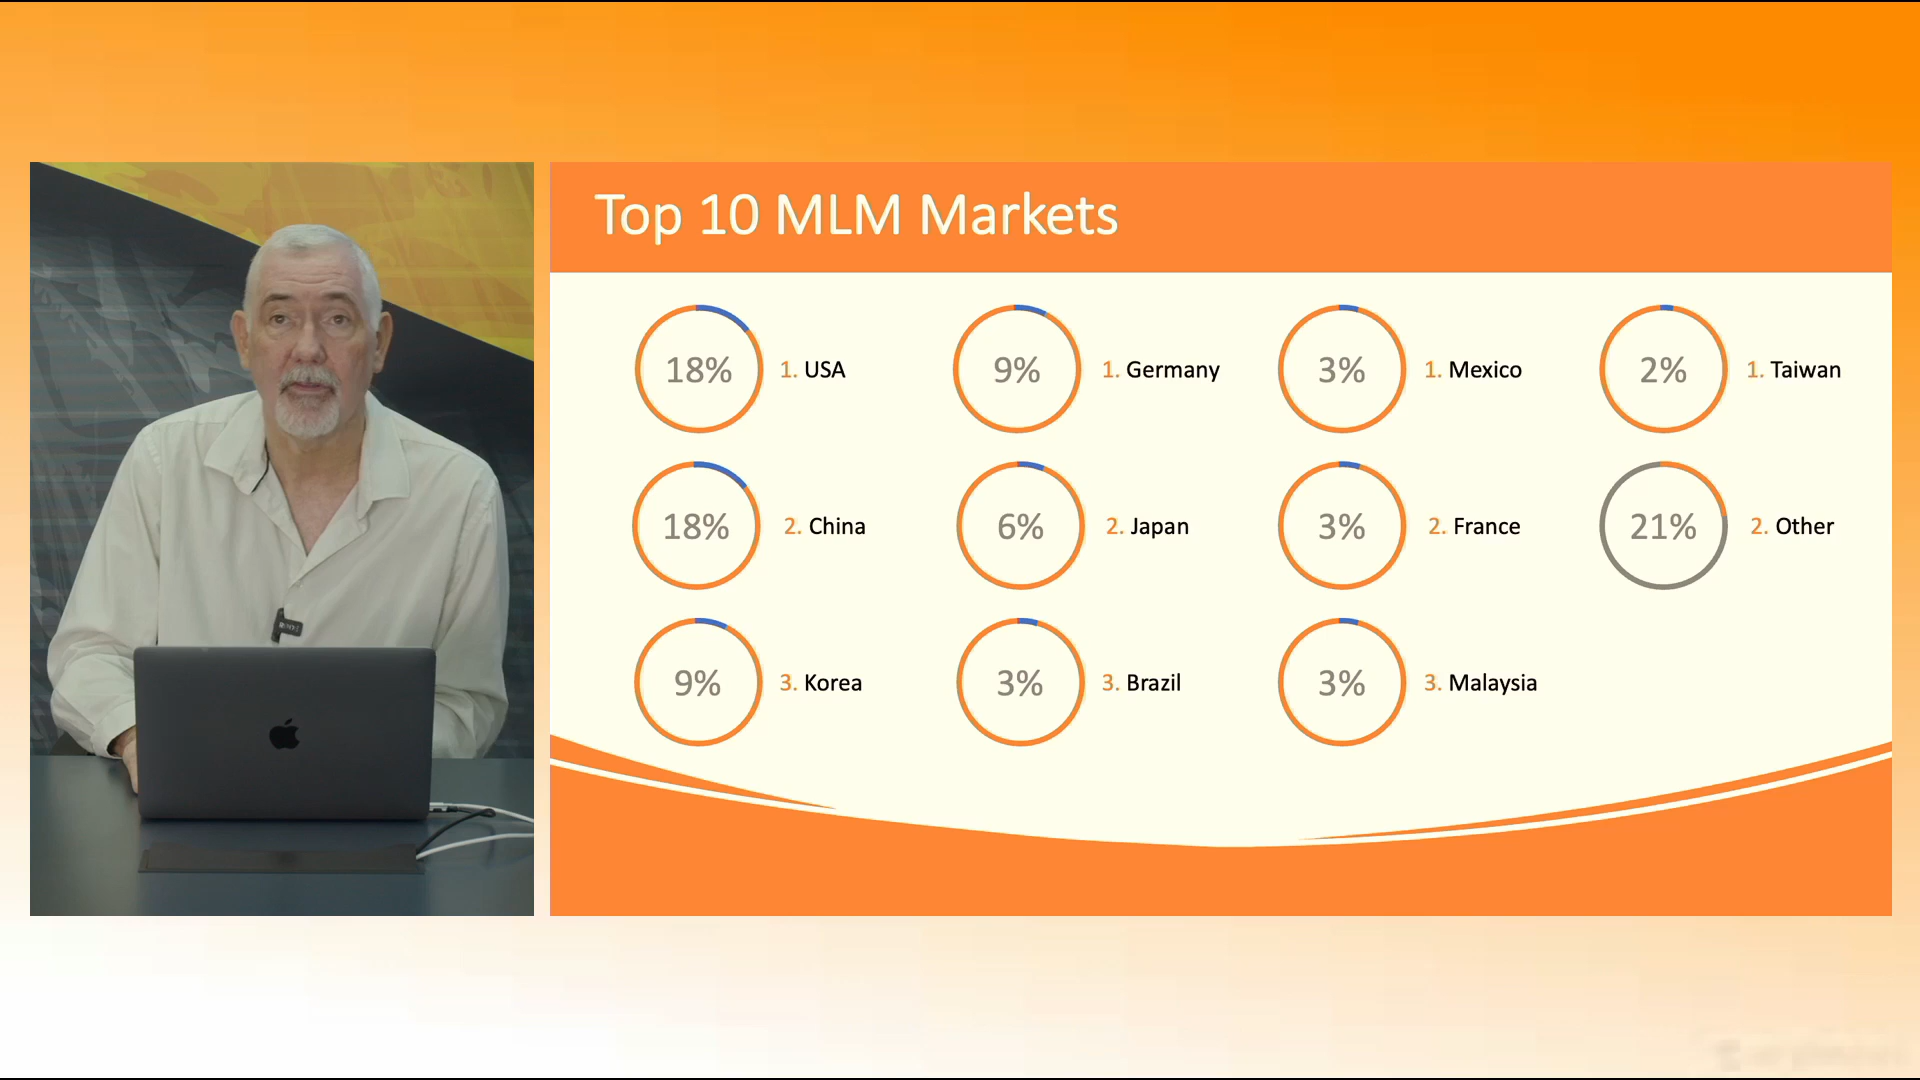 Top 10 MLM Markets
18% 1. USA
18% 2. China
9% 3. Korea
9% 1. Germany
6% 2. Japan
3% 3. Brazil
3% 1. Mexico
3% 2. France
3% 3. Malaysia
2% 1. Taiwan
21% 2. Other